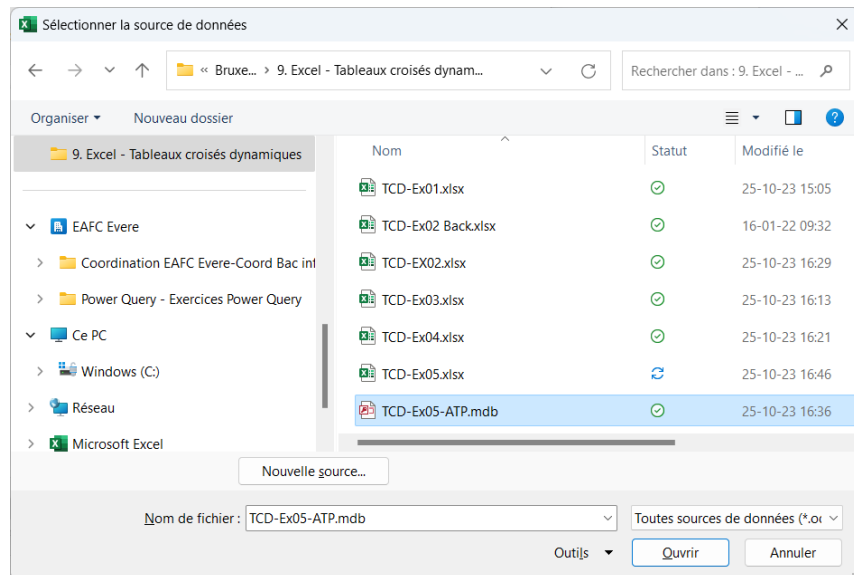 Sélectionner la source de données
« Bruxe... > 9. Excel - Tableaux croisés dynam...
Rechercher dans : 9. Excel - ...
Organiser
Nouveau dossier
9. Excel - Tableaux croisés dynamiques
EAFC Evere
Coordination EAFC Evere-Coord Bac inf
Power Query - Exercices Power Query
Ce PC
Windows (C:)
Réseau
Microsoft Excel
Nom Statut Modifié le
TCD-Ex01.xlsx 25-10-23 15:05
TCD-Ex02 Back.xlsx 16-01-22 09:32
TCD-EX02.xlsx 25-10-23 16:29
TCD-Ex03.xlsx 25-10-23 16:13
TCD-Ex04.xlsx 25-10-23 16:21
TCD-Ex05.xlsx 25-10-23 16:46
TCD-Ex05-ATP.mdb 25-10-23 16:36
Nouvelle source...
Nom de fichier : TCD-Ex05-ATP.mdb
Toutes sources de données (*.oc
Outils
Ouvrir
Annuler